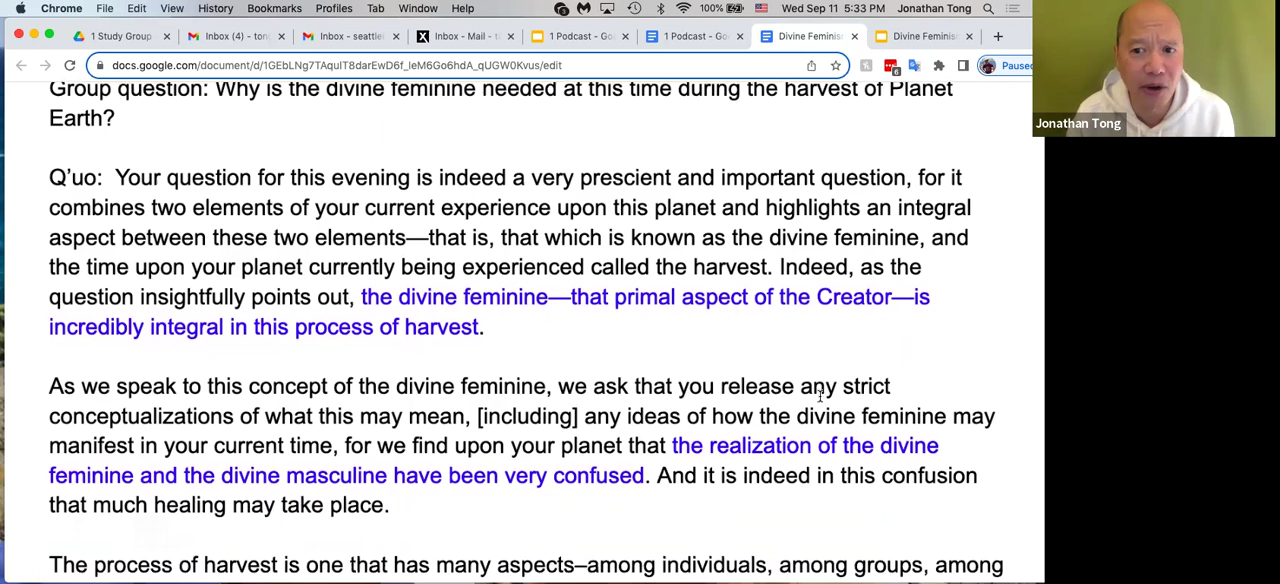 Chrome File Edit View History Bookmarks Profiles Tab Window Help 100% Wed Sep 11 5:33 PM Jonathan Tong
1 Study Group Inbox (4) - ton Inbox - seattle Inbox - Mail - t 1 Podcast - Go 1 Podcast - Go Divine Feminis Divine Feminis
docs.google.com/document/d/1GEbLNg7TAquIT8darEwD6f_IeM6Go6hdA_qUGW0Kvus/edit Paused
Jonathan Tong
Group question: Why is the divine feminine needed at this time during the harvest of Planet
Earth?
Q'uo: Your question for this evening is indeed a very prescient and important question, for it
combines two elements of your current experience upon this planet and highlights an integral
aspect between these two elements—that is, that which is known as the divine feminine, and
the time upon your planet currently being experienced called the harvest. Indeed, as the
question insightfully points out, the divine feminine—that primal aspect of the Creator—is
incredibly integral in this process of harvest.
As we speak to this concept of the divine feminine, we ask that you release any strict
conceptualizations of what this may mean, [including] any ideas of how the divine feminine may
manifest in your current time, for we find upon your planet that the realization of the divine
feminine and the divine masculine have been very confused. And it is indeed in this confusion
that much healing may take place.
The process of harvest is one that has many aspects–among individuals, among groups, among